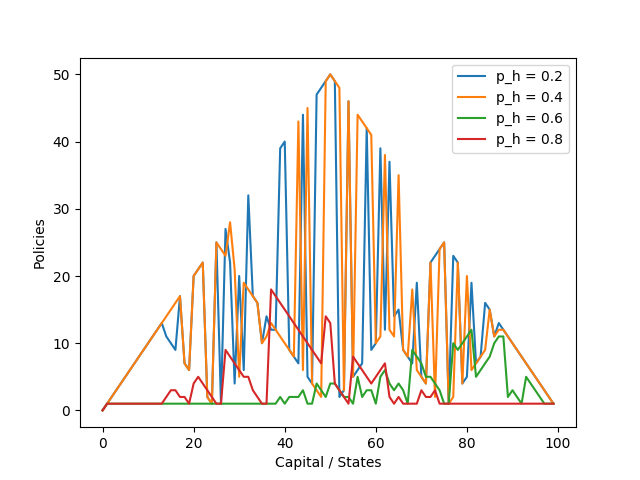 p_h = 0.2
p_h = 0.4
p_h = 0.6
p_h = 0.8
50
40
30
20
10
0
Policies
0 20 40 60 80 100
Capital / States